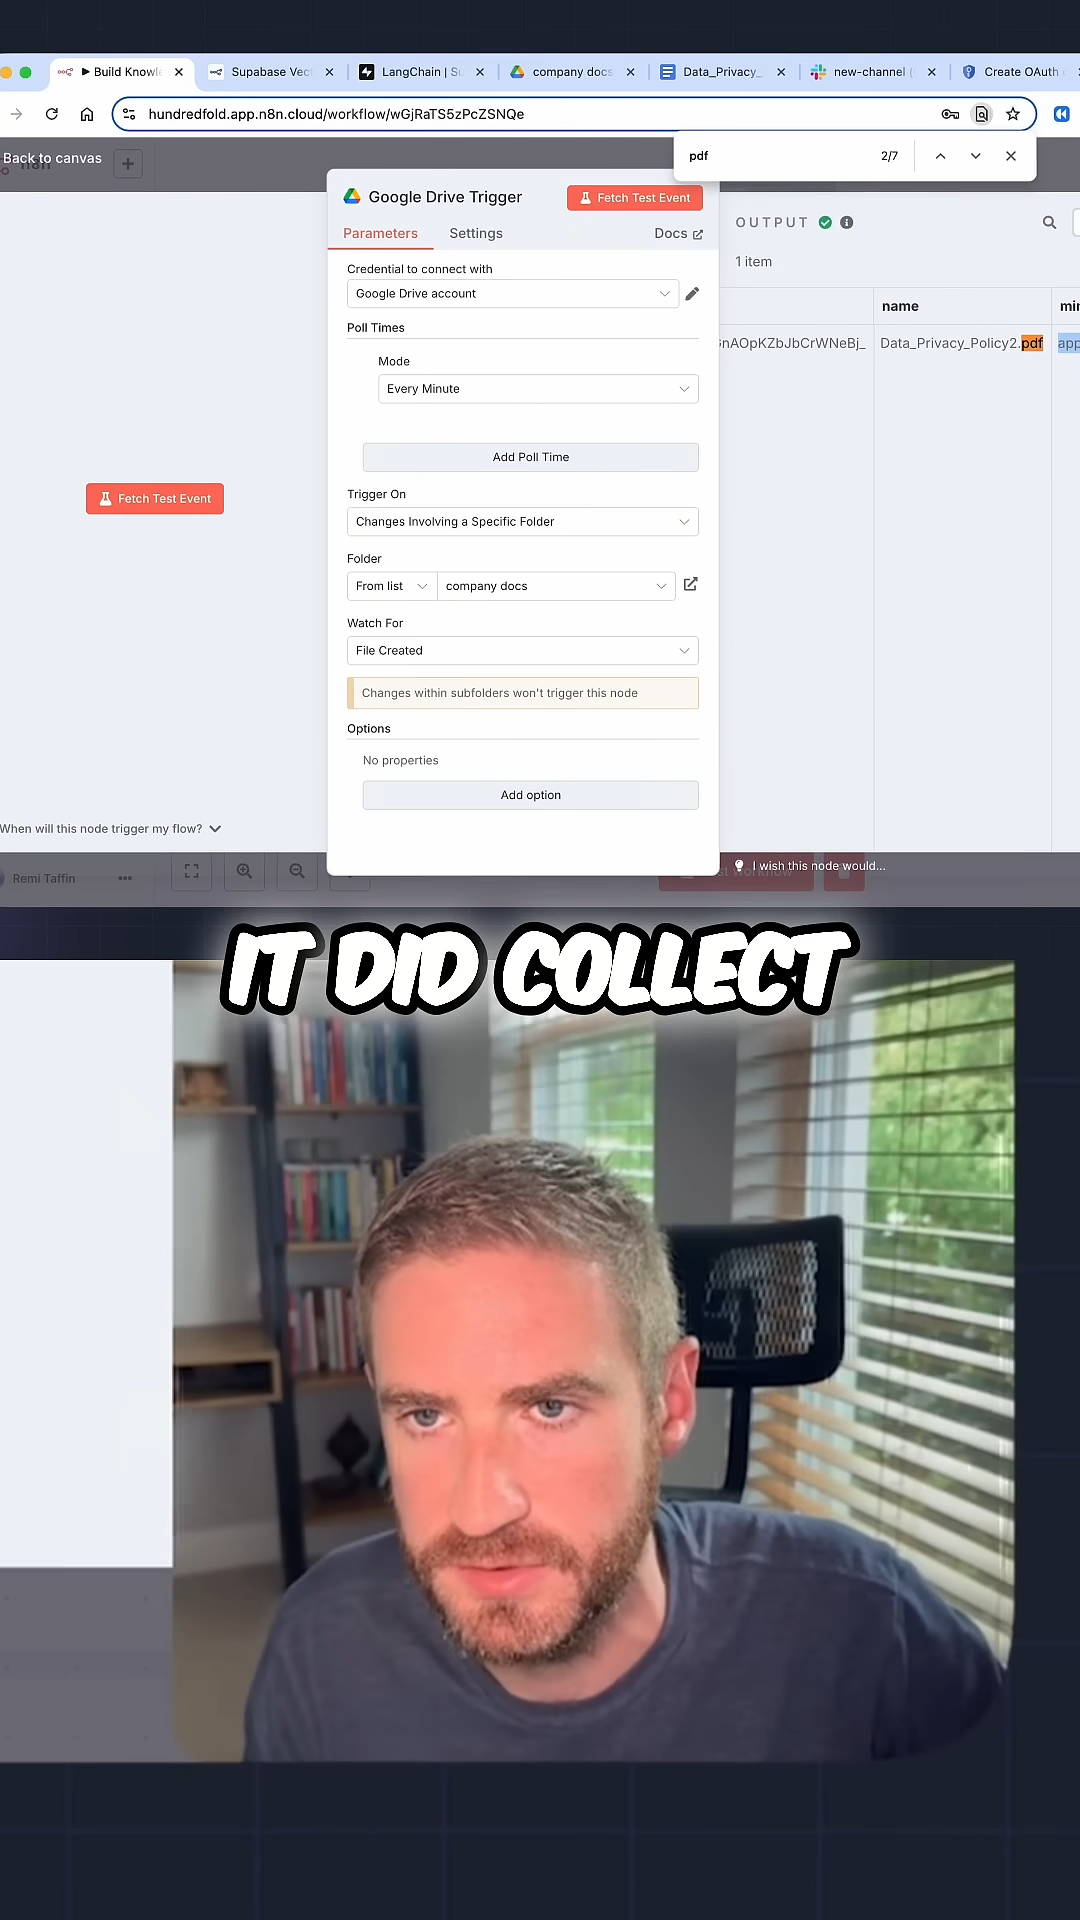 Build Knowl
Supabase Vec
LangChain | Su
company docs
Data_Privacy_
new-channel
Create OAuth
hundredfold.app.n8n.cloud/workflow/wGjRaTS5zPcZSNQe
pdf
2/7
Back to canvas
Google Drive Trigger
Fetch Test Event
Parameters
Settings
Docs
OUTPUT
1 item
Credential to connect with
Google Drive account
Poll Times
Mode
Every Minute
Add Poll Time
name
nAOpKZbJbCrWNeBj_
Data_Privacy_Policy2.pdf
app
Fetch Test Event
Trigger On
Changes Involving a Specific Folder
Folder
From list
company docs
Watch For
File Created
Changes within subfolders won't trigger this node
Options
No properties
Add option
When will this node trigger my flow?
I wish this node would...
Remi Taffin
IT DID COLLECT